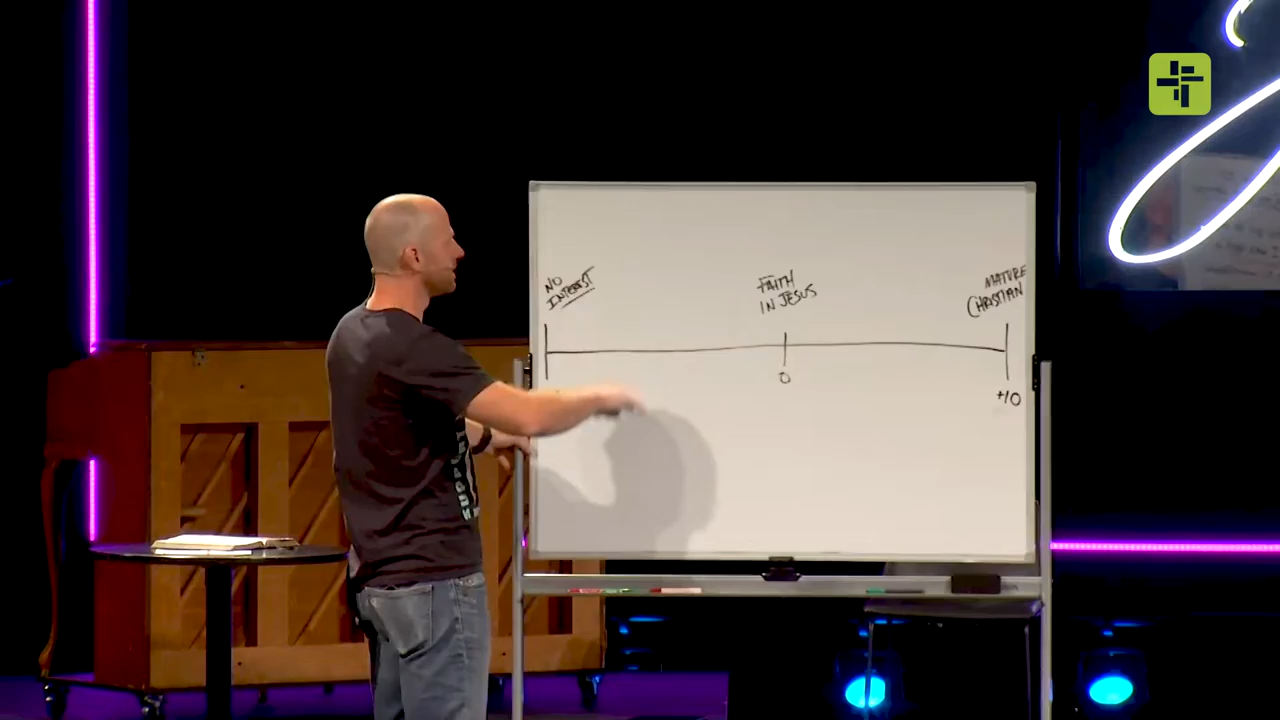 NO
INTEREST
FAITH
IN JESUS
MATURE
CHRISTIAN
0
+10